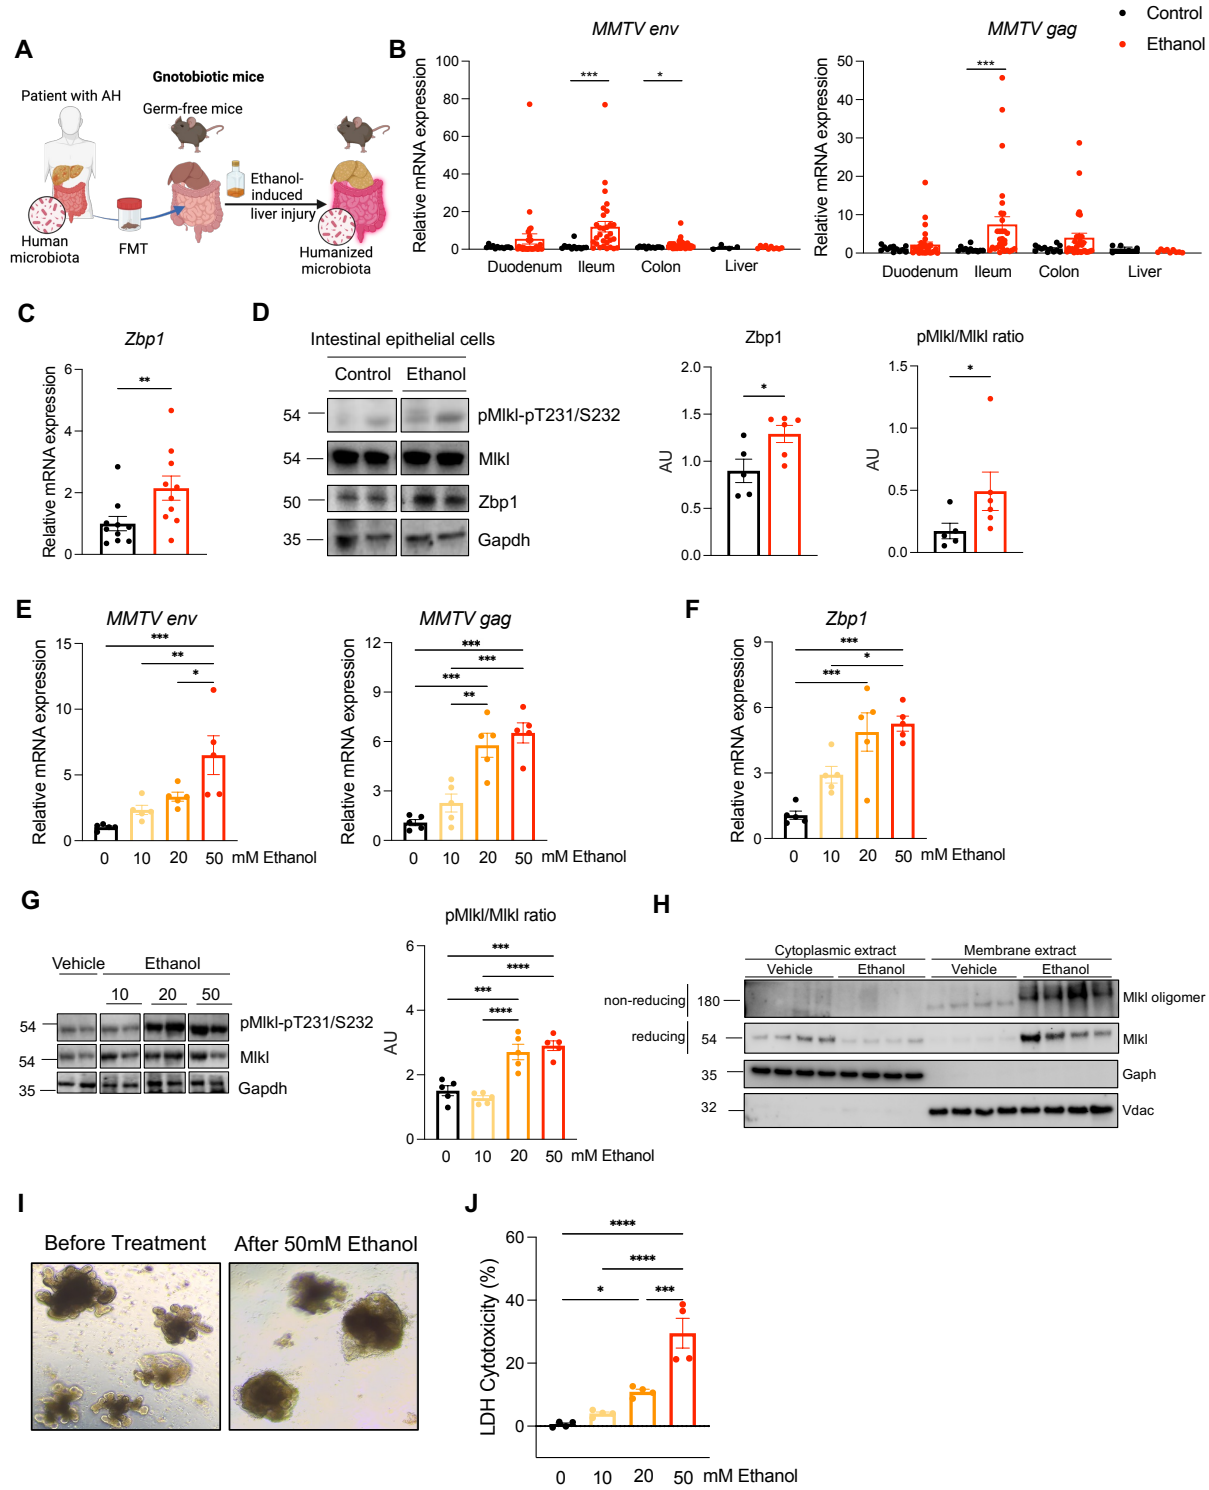 Control
Ethanol
A
Patient with AH
Gnotobiotic mice
Germ-free mice
Ethanol-
induced
liver injury
Human
microbiota
FMT
Humanized
microbiota
B
MMTV env
Relative mRNA expression
100
80
60
40
20
0
*** *
Duodenum Ileum Colon Liver
MMTV gag
Relative mRNA expression
50
40
30
20
10
0
***
Duodenum Ileum Colon Liver
C
Zbp1
Relative mRNA expression
6
4
2
0
**
D
Intestinal epithelial cells
Control Ethanol
54 pMlkl-pT231/S232
54 Mlkl
50 Zbp1
35 Gapdh
Zbp1
AU
2.0
1.5
1.0
0.5
0.0
*
pMlkl/Mlkl ratio
AU
1.5
1.0
0.5
0.0
*
E
MMTV env
Relative mRNA expression
15
10
5
0
***
**
*
0 10 20 50 mM Ethanol
MMTV gag
Relative mRNA expression
12
9
6
3
0
***
***
***
**
0 10 20 50 mM Ethanol
F
Zbp1
Relative mRNA expression
9
6
3
0
***
*
***
0 10 20 50 mM Ethanol
G
Vehicle Ethanol
10 20 50
54 pMlkl-pT231/S232
54 Mlkl
35 Gapdh
pMlkl/Mlkl ratio
AU
6
4
2
0
***
****
***
****
0 10 20 50 mM Ethanol
H
Cytoplasmic extract Membrane extract
Vehicle Ethanol Vehicle Ethanol
non-reducing 180 Mlkl oligomer
reducing 54 Mlkl
35 Gaph
32 Vdac
I
Before Treatment After 50mM Ethanol
J
LDH Cytotoxicity (%)
60
40
20
0
****
****
* ***
0 10 20 50 mM Ethanol